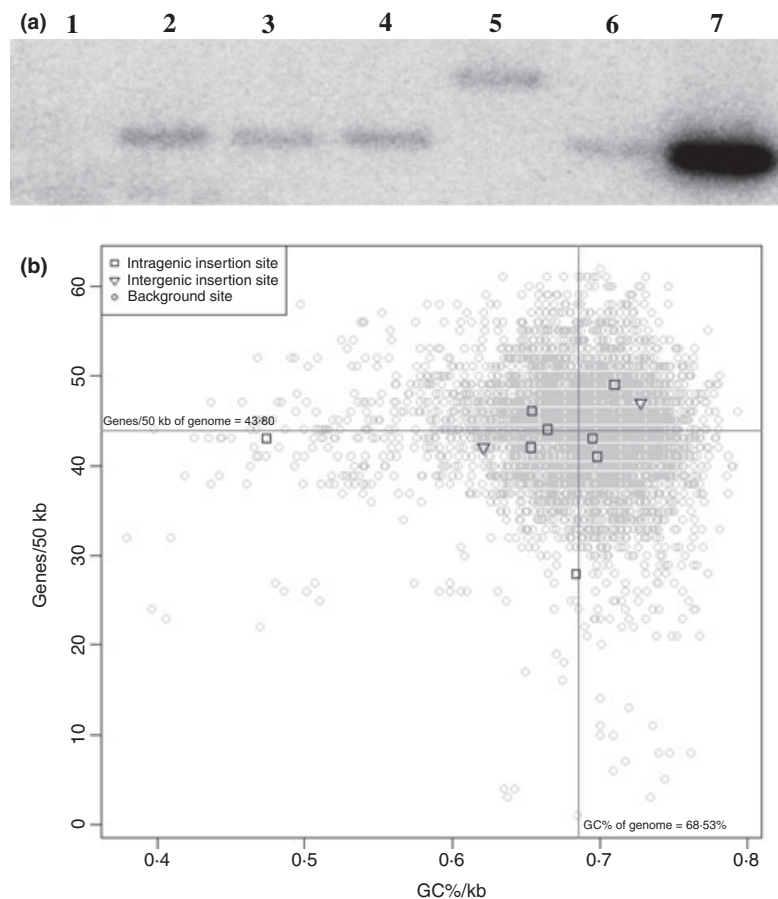 (a) 1 2 3 4 5 6 7
(b)
Intragenic insertion site
Intergenic insertion site
Background site
60
50
40
30
20
10
0
Genes/50 kb
Genes/50 kb of genome = 43·80
GC% of genome = 68·53%
0·4 0·5 0·6 0·7 0·8
GC%/kb